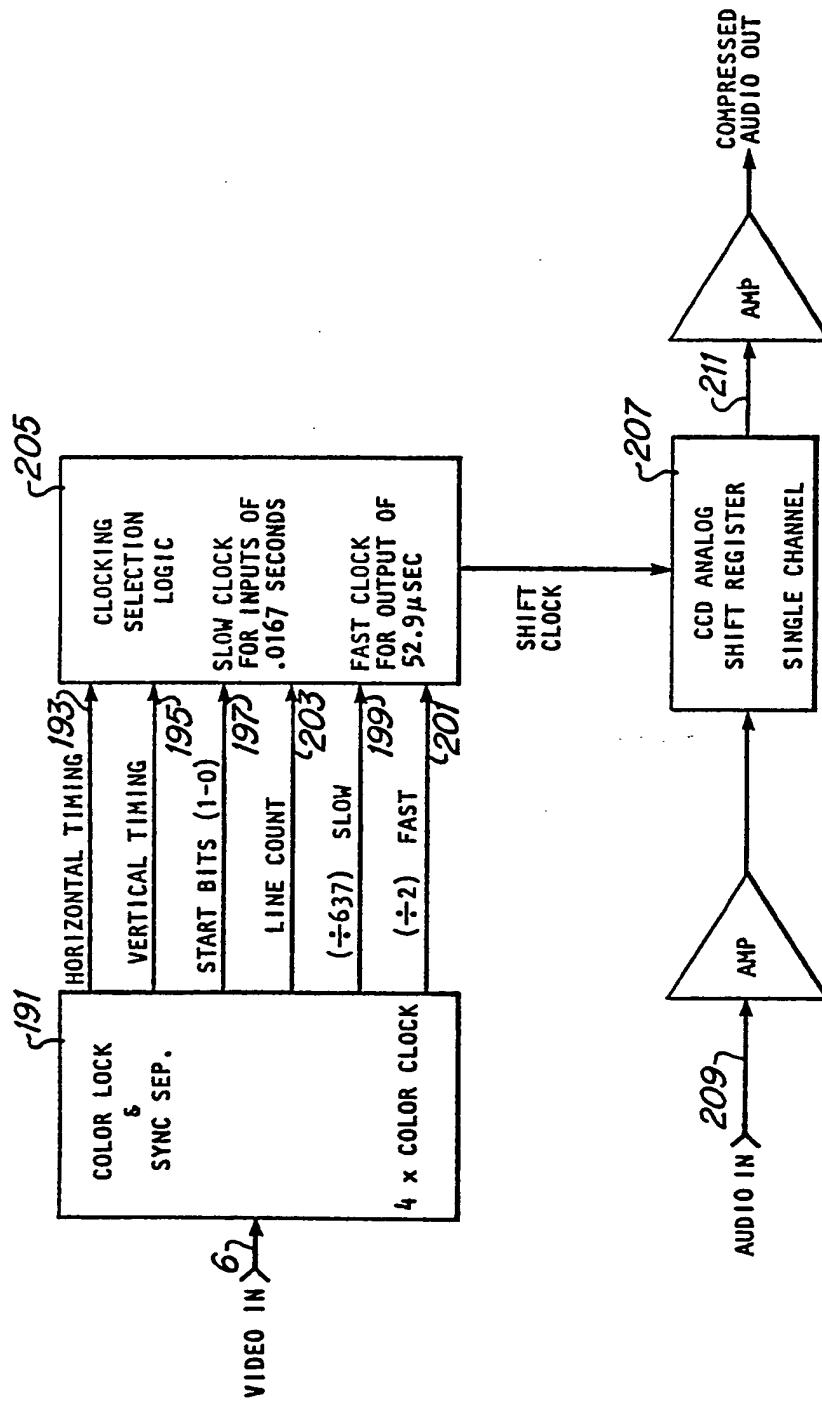 VIDEO IN
6
191
COLOR LOCK
&
SYNC SEP.
4 x COLOR CLOCK
HORIZONTAL TIMING
193
VERTICAL TIMING
195
START BITS (1-0)
197
LINE COUNT
203
(÷637) SLOW
199
(÷2) FAST
201
205
CLOCKING
SELECTION
LOGIC
SLOW CLOCK
FOR INPUTS OF
.0167 SECONDS
FAST CLOCK
FOR OUTPUT OF
52.9µSEC
SHIFT
CLOCK
AUDIO IN
209
AMP
207
CCD ANALOG
SHIFT REGISTER
SINGLE CHANNEL
211
AMP
COMPRESSED
AUDIO OUT